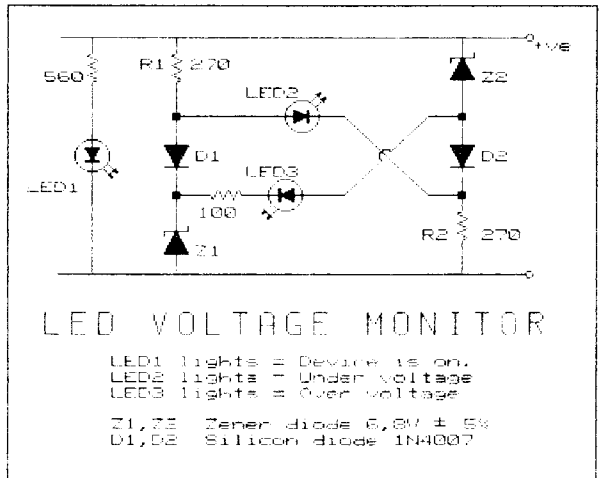 +ve
560
R1
270
LED2
Z2
LED1
D1
LED3
D2
100
Z1
R2
270
LED VOLTAGE MONITOR
LED1 lights = Device is on.
LED2 lights = Under voltage
LED3 lights = Over voltage
Z1,Z2 Zener diode 6,8V ± 5%
D1,D2 Silicon diode 1N4007